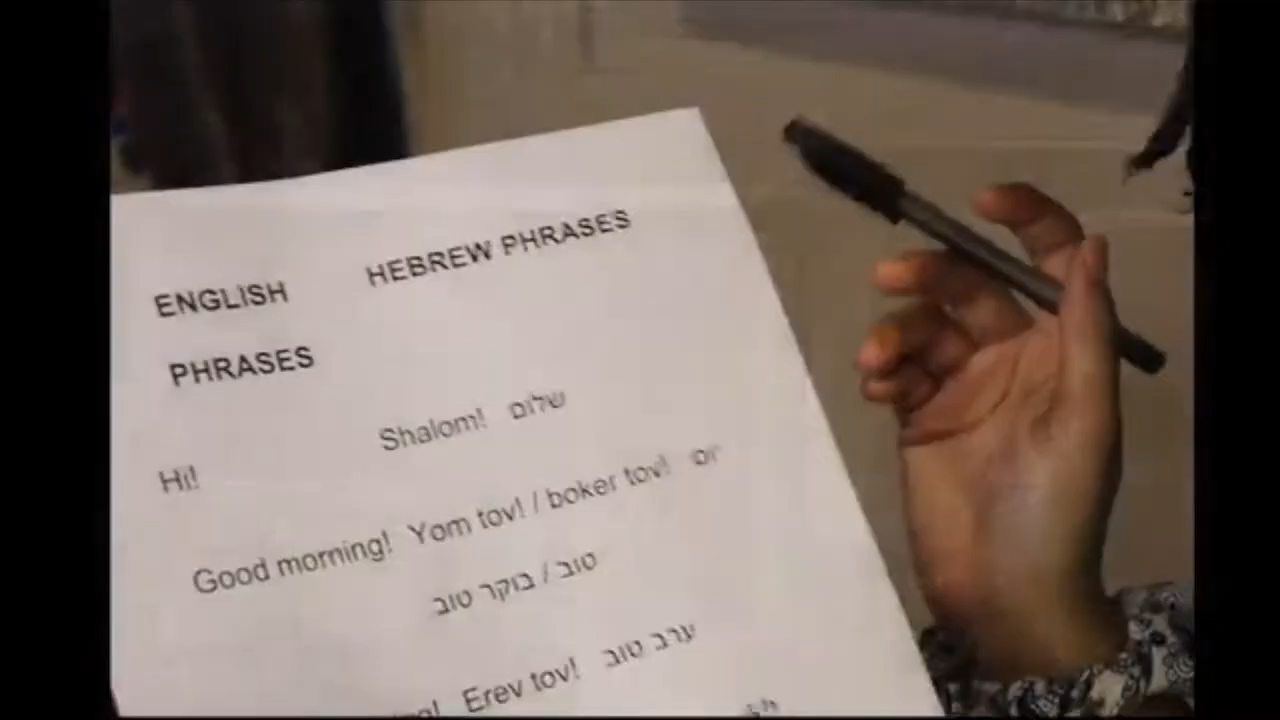 ENGLISH HEBREW PHRASES
PHRASES
Hi! Shalom! שלום
Good morning! Yom tov! / boker tov! יום
טוב / בוקר טוב
Erev tov! ערב טוב